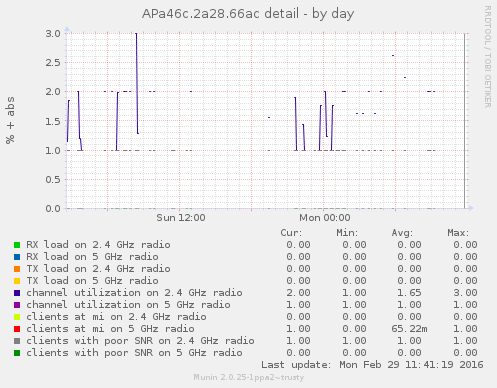 APa46c.2a28.66ac detail - by day
RRDTOOL / TOBI OETIKER
% + abs
3.0
2.5
2.0
1.5
1.0
0.5
0.0
Sun 12:00 Mon 00:00
Cur: Min: Avg: Max:
RX load on 2.4 GHz radio 0.00 0.00 0.00 0.00
RX load on 5 GHz radio 0.00 0.00 0.00 0.00
TX load on 2.4 GHz radio 0.00 0.00 0.00 0.00
TX load on 5 GHz radio 0.00 0.00 0.00 0.00
channel utilization on 2.4 GHz radio 2.00 1.00 1.65 3.00
channel utilization on 5 GHz radio 1.00 1.00 1.00 1.00
clients at mi on 2.4 GHz radio 0.00 0.00 0.00 0.00
clients at mi on 5 GHz radio 1.00 0.00 65.22m 1.00
clients with poor SNR on 2.4 GHz radio 0.00 0.00 0.00 0.00
clients with poor SNR on 5 GHz radio 0.00 0.00 0.00 0.00
Last update: Mon Feb 29 11:41:19 2016
Munin 2.0.25-1ppa2~trusty